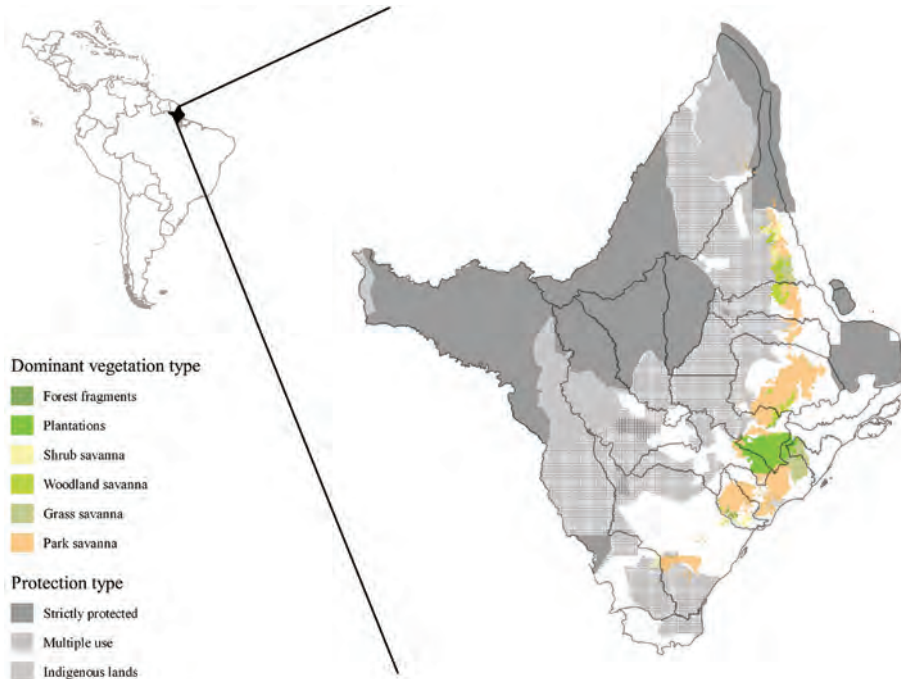 Dominant vegetation type
Forest fragments
Plantations
Shrub savanna
Woodland savanna
Grass savanna
Park savanna
Protection type
Strictly protected
Multiple use
Indigenous lands